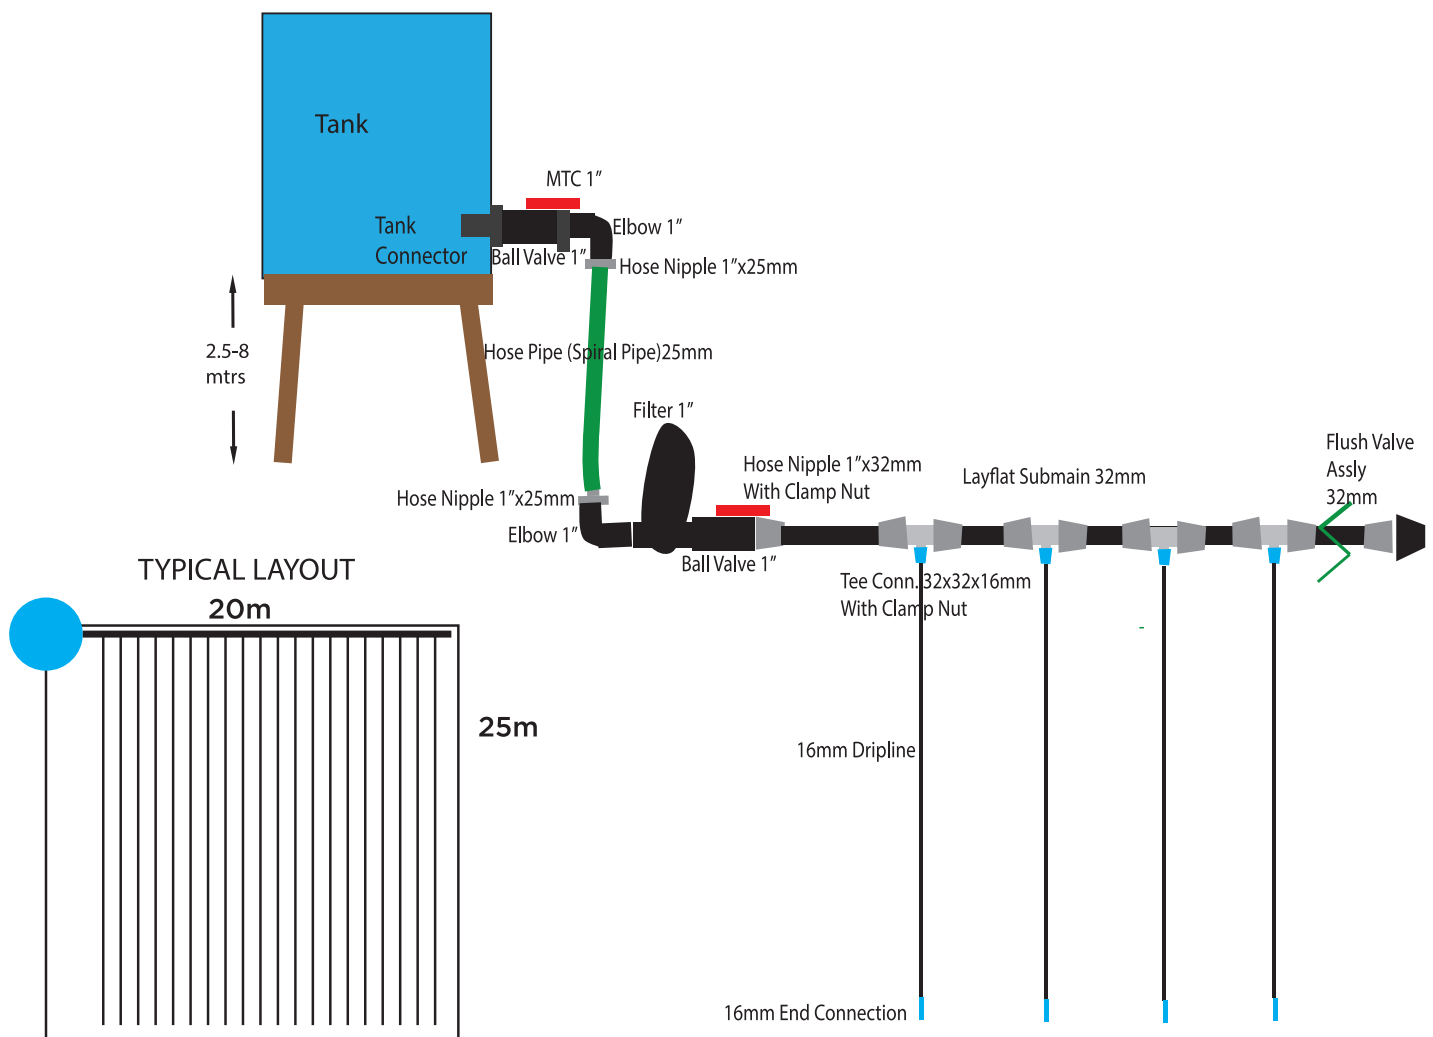 Tank
MTC 1”
Tank
Connector
Elbow 1”
Ball Valve 1”
Hose Nipple 1”x25mm
2.5-8
mtrs
Hose Pipe (Spiral Pipe)25mm
Filter 1”
Hose Nipple 1”x25mm
Elbow 1”
Hose Nipple 1”x32mm
With Clamp Nut
Ball Valve 1”
Layflat Submain 32mm
Flush Valve
Assly
32mm
Tee Conn. 32x32x16mm
With Clamp Nut
16mm Dripline
16mm End Connection
TYPICAL LAYOUT
20m
25m